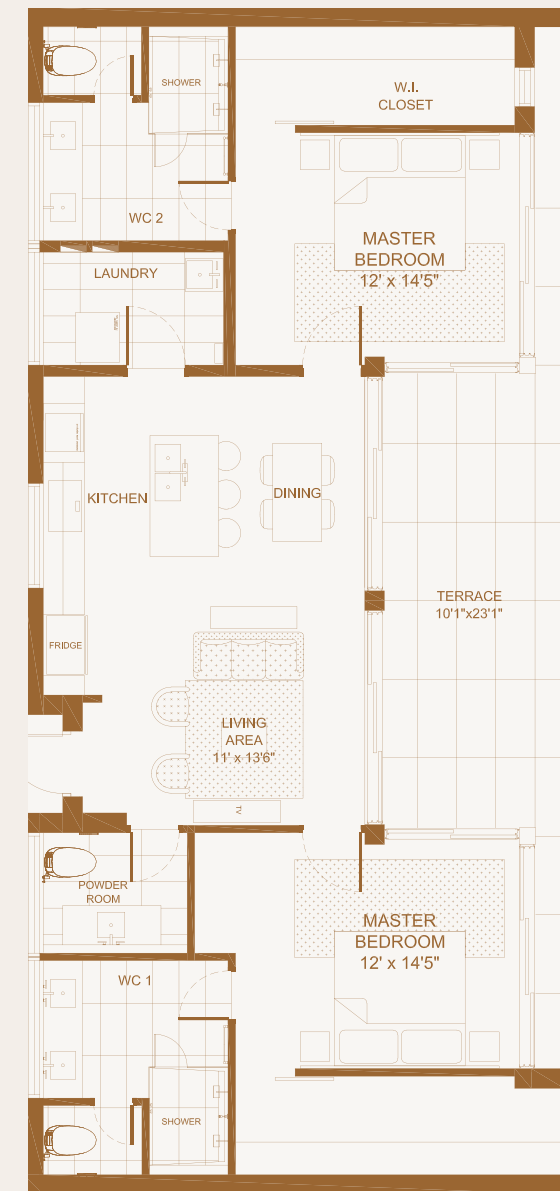 SHOWER
W.I.
CLOSET
WC 2
MASTER
BEDROOM
12' x 14'5"
LAUNDRY
KITCHEN
DINING
TERRACE
10'1"x23'1"
FRIDGE
LIVING
AREA
11' x 13'6"
TV
POWDER
ROOM
MASTER
BEDROOM
12' x 14'5"
WC 1
SHOWER